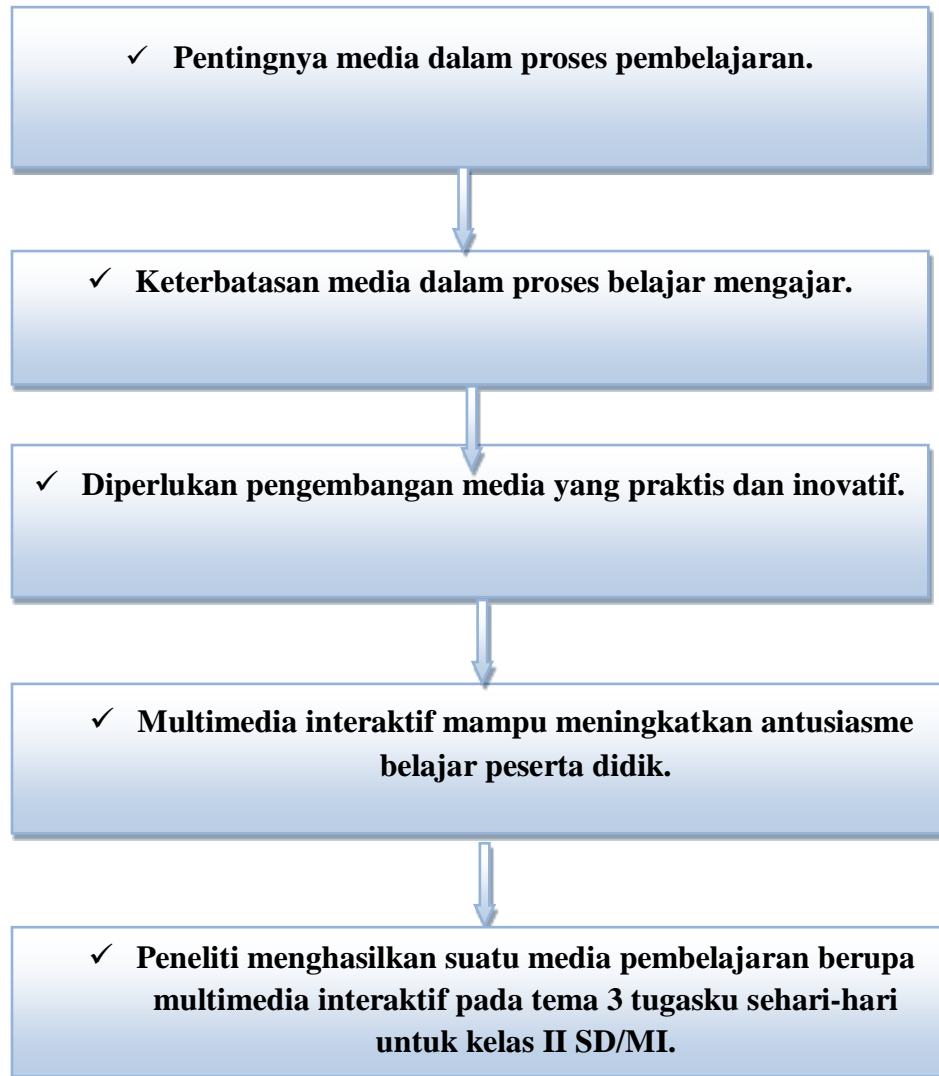 ✓ Pentingnya media dalam proses pembelajaran.
✓ Keterbatasan media dalam proses belajar mengajar.
✓ Diperlukan pengembangan media yang praktis dan inovatif.
✓ Multimedia interaktif mampu meningkatkan antusiasme
belajar peserta didik.
✓ Peneliti menghasilkan suatu media pembelajaran berupa
multimedia interaktif pada tema 3 tugasku sehari-hari
untuk kelas II SD/MI.